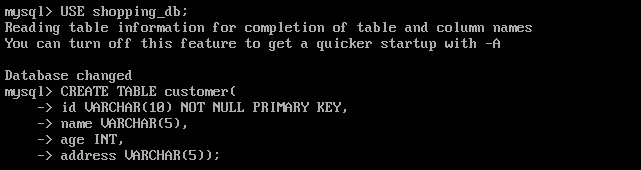 mysql> USE shopping_db;
Reading table information for completion of table and column names
You can turn off this feature to get a quicker startup with -A
Database changed
mysql> CREATE TABLE customer(
    -> id VARCHAR(10) NOT NULL PRIMARY KEY,
    -> name VARCHAR(5),
    -> age INT,
    -> address VARCHAR(5));